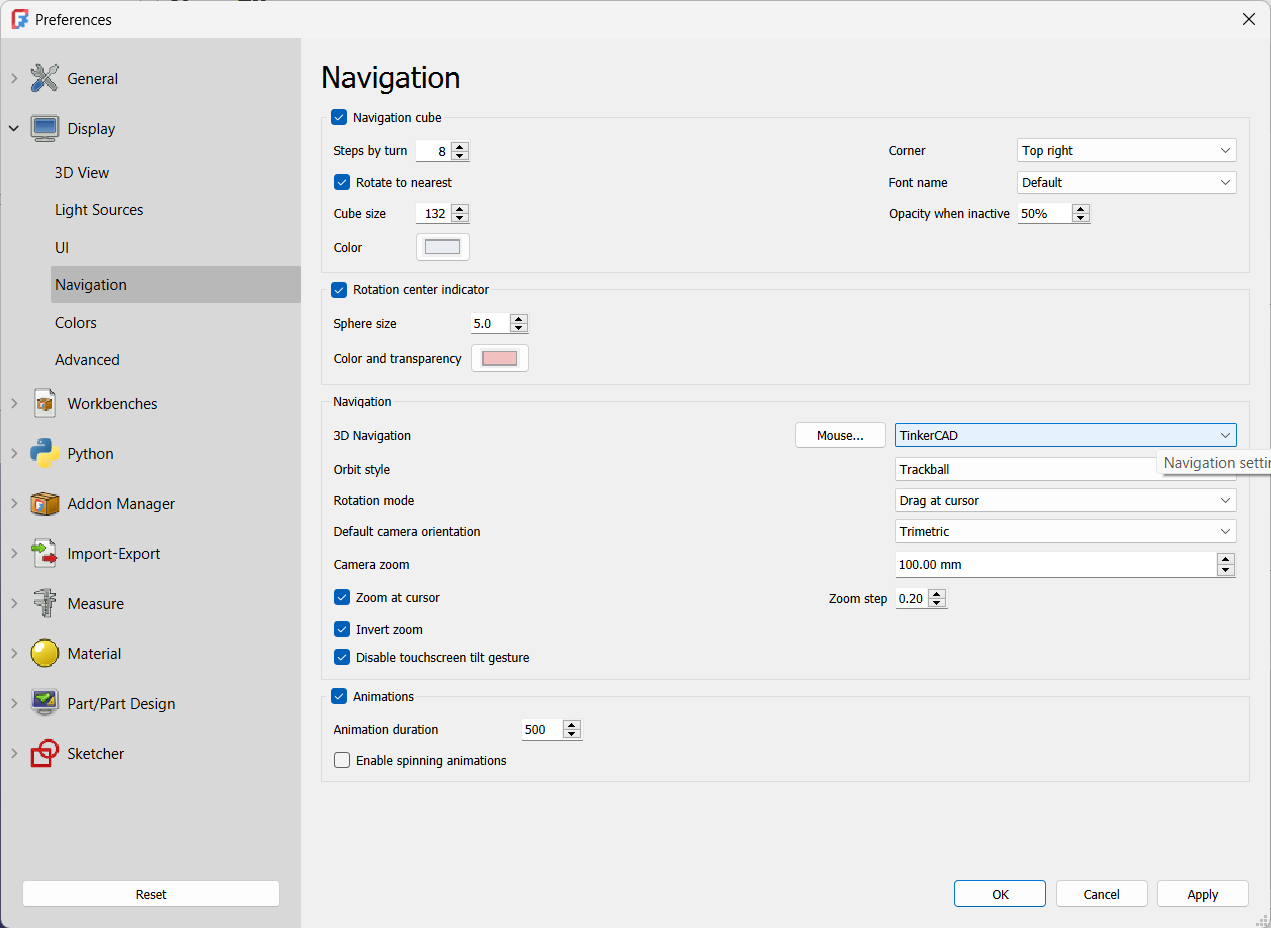 Preferences
General
Display
3D View
Light Sources
UI
Navigation
Colors
Advanced
Workbenches
Python
Addon Manager
Import-Export
Measure
Material
Part/Part Design
Sketcher
Reset
Navigation
Navigation cube
Steps by turn 8 Corner Top right
Rotate to nearest Font name Default
Cube size 132 Opacity when inactive 50%
Color
Rotation center indicator
Sphere size 5.0
Color and transparency
Navigation
3D Navigation Mouse... TinkerCAD
Navigation
Orbit style Trackball
Rotation mode Drag at cursor
Default camera orientation Trimetric
Camera zoom 100.00 mm
Zoom at cursor Zoom step 0.20
Invert zoom
Disable touchscreen tilt gesture
Animations
Animation duration 500
Enable spinning animations
OK Cancel Apply